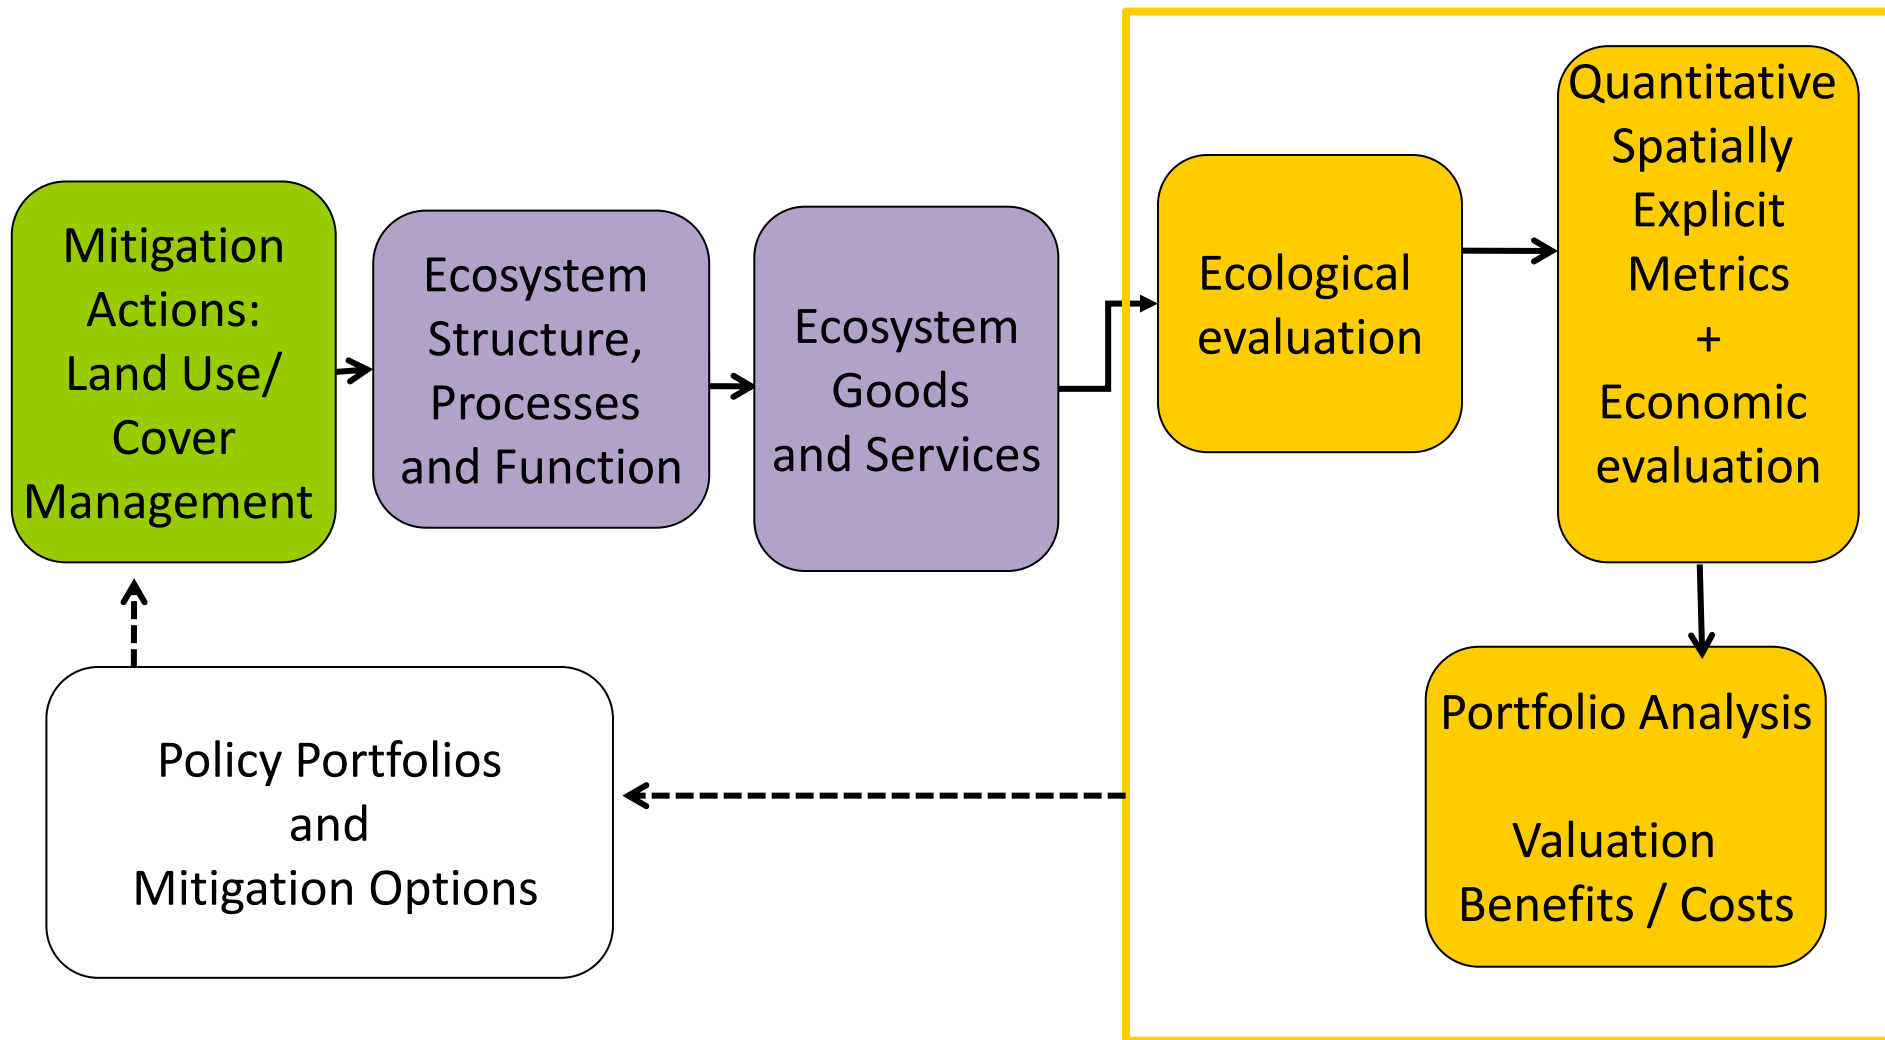 Mitigation
Actions:
Land Use/
Cover
Management
Ecosystem
Structure,
Processes
and Function
Ecosystem
Goods
and Services
Ecological
evaluation
Quantitative
Spatially
Explicit
Metrics
+
Economic
evaluation
Portfolio Analysis
Valuation
Benefits / Costs
Policy Portfolios
and
Mitigation Options